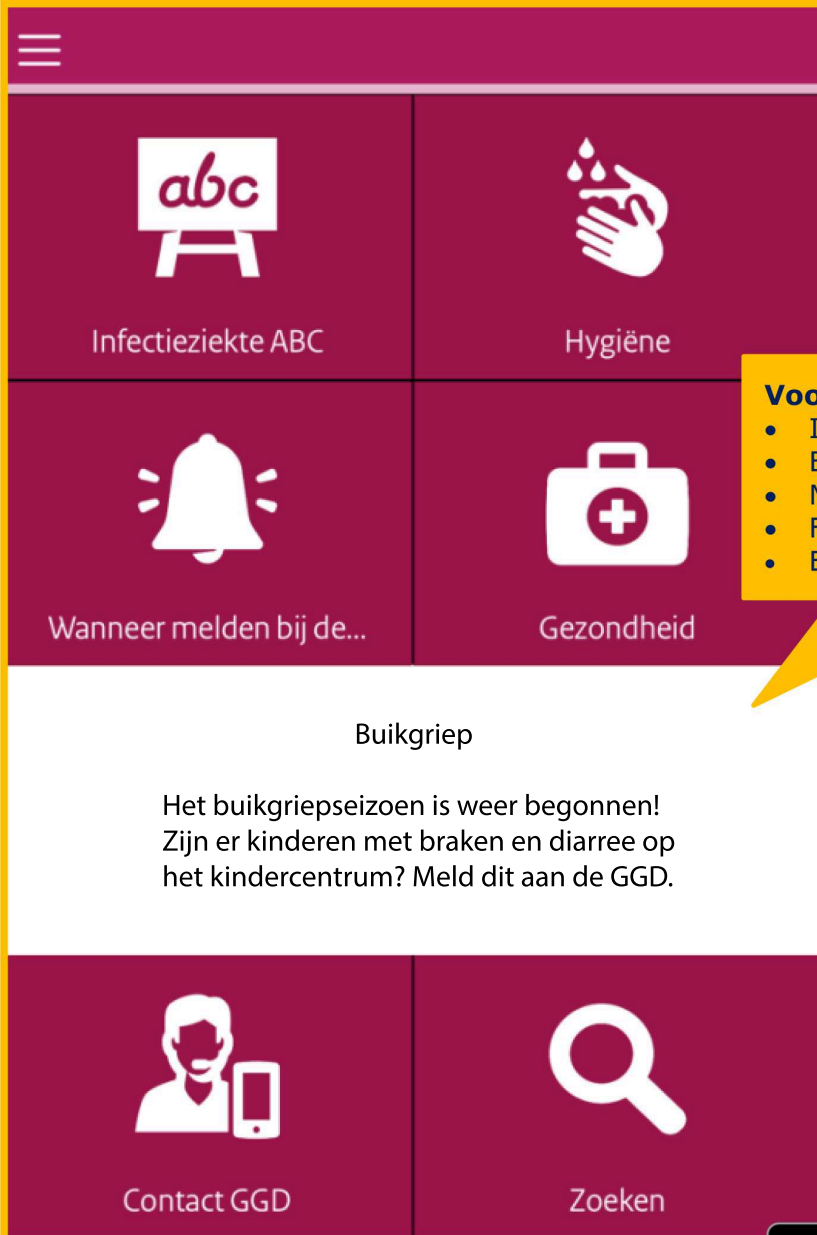 abc
Infectieziekte ABC
Hygiëne
Wanneer melden bij de...
Gezondheid
Buikgriep
Het buikgriepseizoen is weer begonnen!
Zijn er kinderen met braken en diarree op
het kindercentrum? Meld dit aan de GGD.
Contact GGD
Zoeken